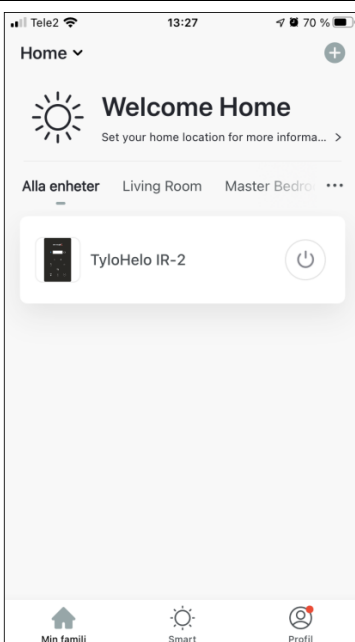 Tele2 13:27 70 %
Home
Welcome Home
Set your home location for more informa...
Alla enheter Living Room Master Bedro
TyloHelo IR-2
Min famili Smart Profil